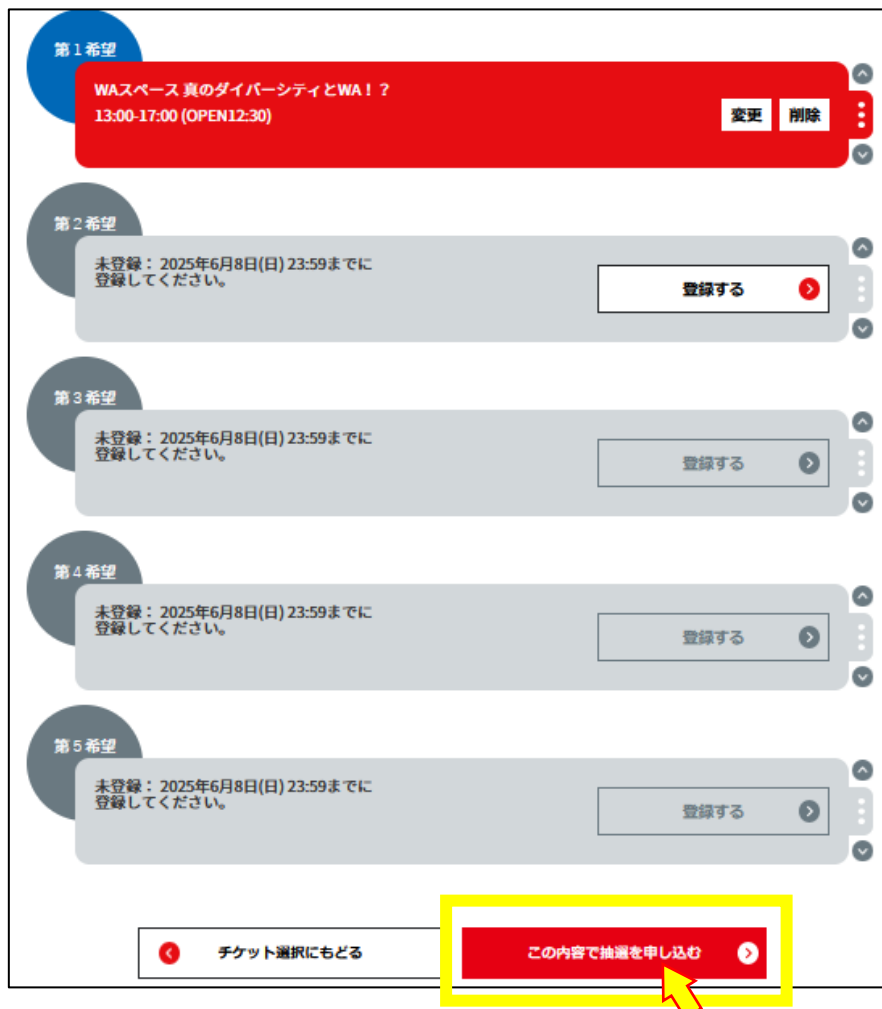 第1希望
WAスペース 真のダイバーシティとWA！？
13:00-17:00 (OPEN12:30)
変更
削除
第2希望
未登録： 2025年6月8日(日) 23:59までに
登録してください。
登録する
第3希望
未登録： 2025年6月8日(日) 23:59までに
登録してください。
登録する
第4希望
未登録： 2025年6月8日(日) 23:59までに
登録してください。
登録する
第5希望
未登録： 2025年6月8日(日) 23:59までに
登録してください。
登録する
チケット選択にもどる
この内容で抽選を申し込む